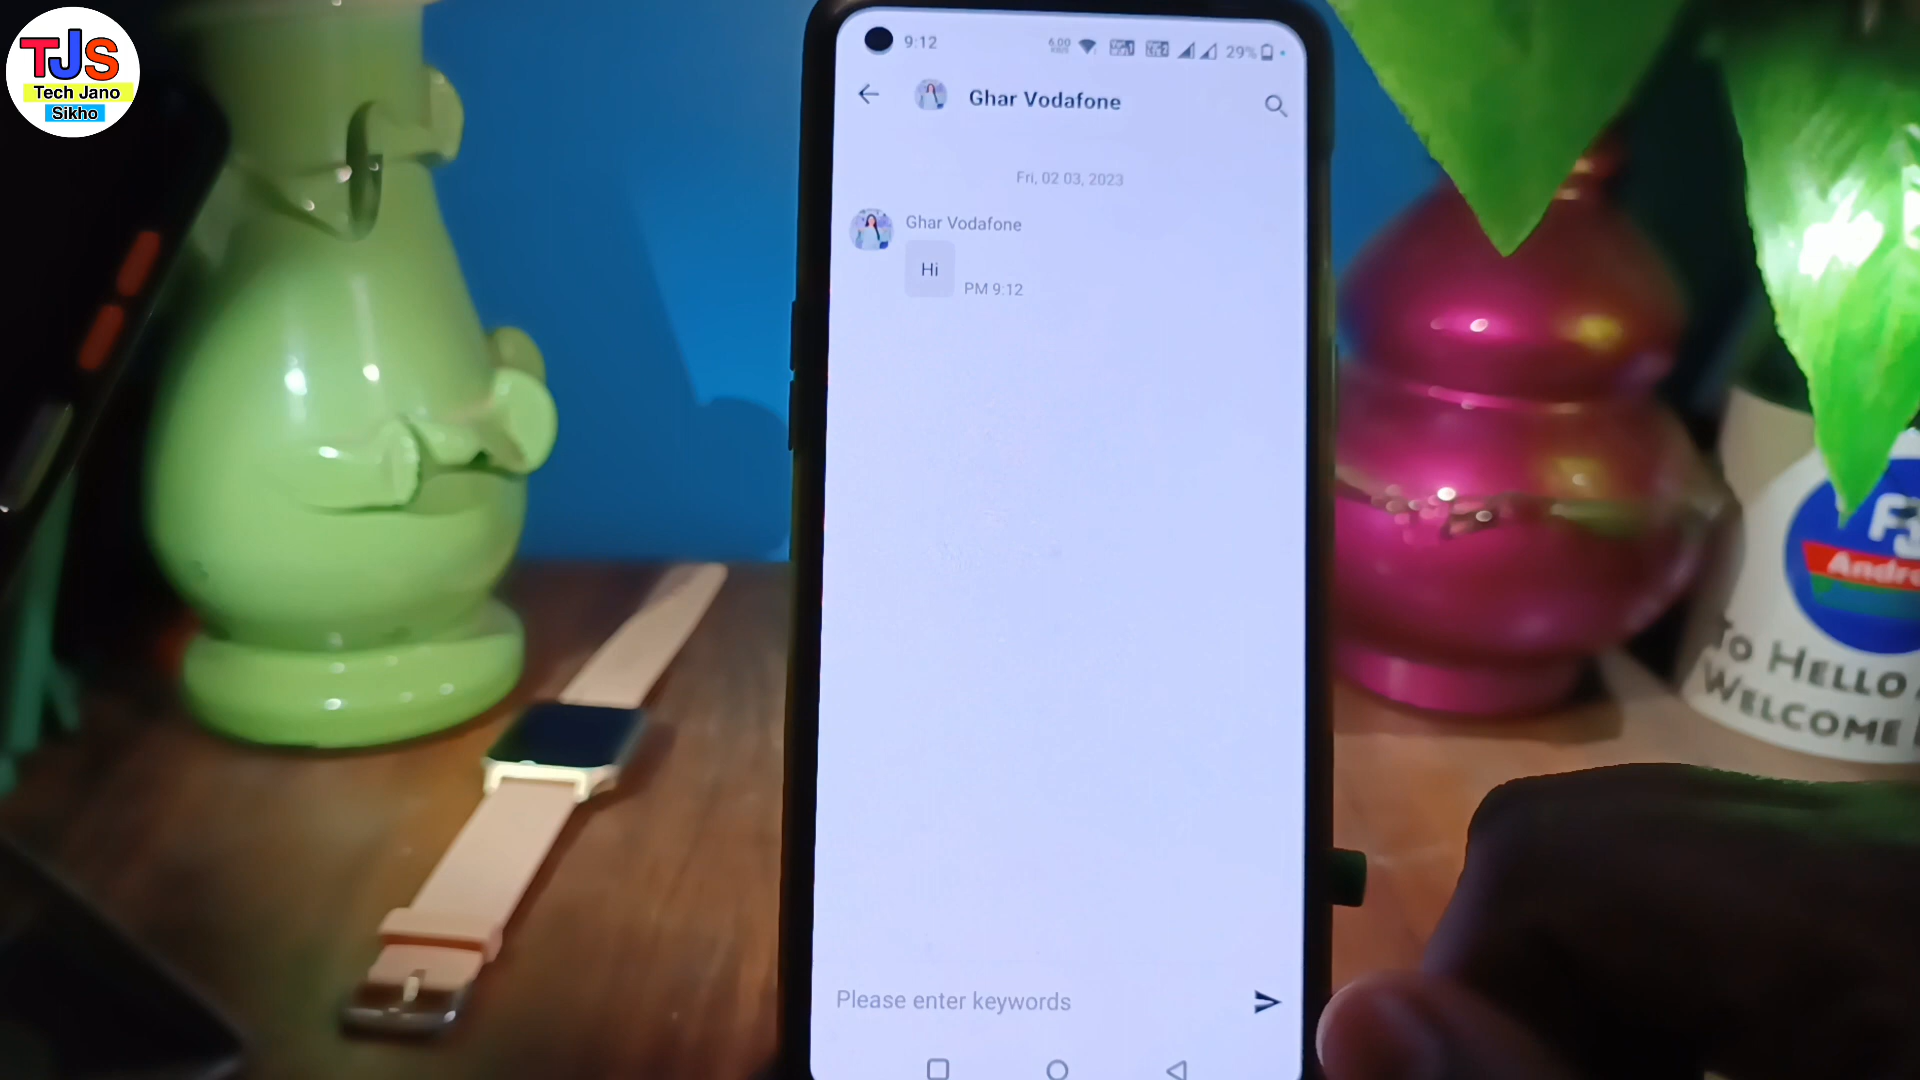 TJS
Tech Jano
Sikho
9:12
29%
Ghar Vodafone
Fri, 02 03, 2023
Ghar Vodafone
Hi
PM 9:12
Please enter keywords
To HELLO
WELCOME